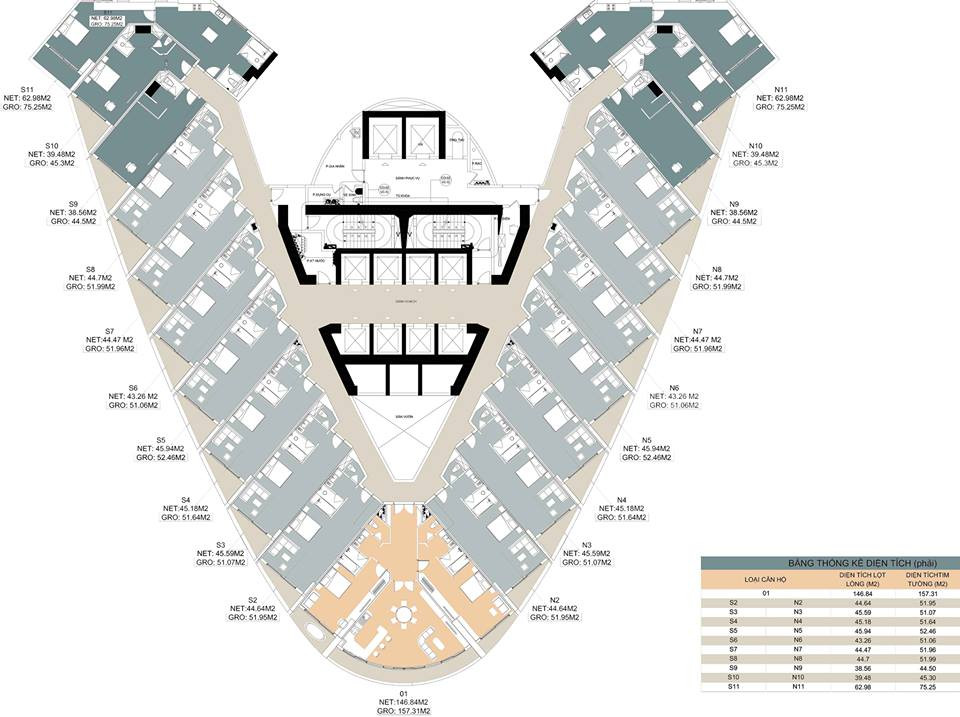 S11
NET: 62.98M2
GRO: 75.25M2
S11
NET: 62.98M2
GRO: 75.25M2
S10
NET: 39.48M2
GRO: 45.3M2
S9
NET: 38.56M2
GRO: 44.5M2
S8
NET: 44.7M2
GRO: 51.99M2
S7
NET:44.47 M2
GRO: 51.96M2
S6
NET: 43.26 M2
GRO: 51.06M2
S5
NET: 45.94M2
GRO: 52.46M2
S4
NET:45.18M2
GRO: 51.64M2
S3
NET:45.59M2
GRO: 51.07M2
S2
NET:44.64M2
GRO: 51.95M2
01
NET:146.84M2
GRO: 157.31M2
N11
NET: 62.98M2
GRO: 75.25M2
N10
NET: 39.48M2
GRO: 45.3M2
N9
NET: 38.56M2
GRO: 44.5M2
N8
NET: 44.7M2
GRO: 51.99M2
N7
NET:44.47 M2
GRO: 51.96M2
N6
NET: 43.26 M2
GRO: 51.06M2
N5
NET: 45.94M2
GRO: 52.46M2
N4
NET:45.18M2
GRO: 51.64M2
N3
NET:45.59M2
GRO: 51.07M2
N2
NET:44.64M2
GRO: 51.95M2
P.RÁC
SẢNH PHỤC VỤ
BẢNG THỐNG KÊ DIỆN TÍCH (phải)
LOẠI CĂN HỘ DIỆN TÍCH LỌT LÒNG (M2) DIỆN TÍCHTIM TƯỜNG (M2)
01 146.84 157.31
S2 N2 44.64 51.95
S3 N3 45.59 51.07
S4 N4 45.18 51.64
S5 N5 45.94 52.46
S6 N6 43.26 51.06
S7 N7 44.47 51.96
S8 N8 44.7 51.99
S9 N9 38.56 44.50
S10 N10 39.48 45.30
S11 N11 62.98 75.25